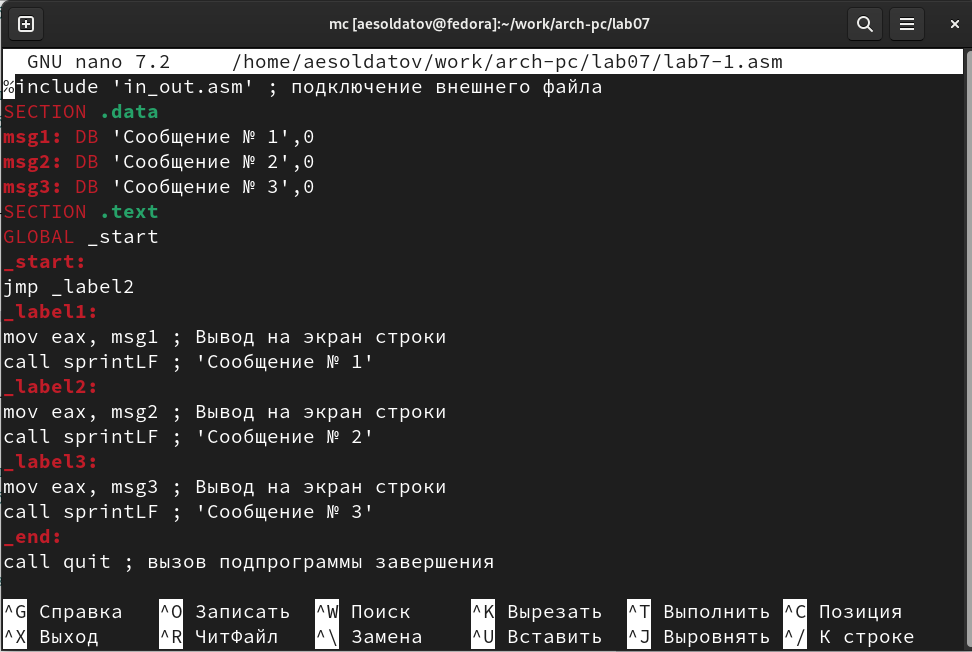 mc [aesoldatov@fedora]:~/work/arch-pc/lab07
GNU nano 7.2 /home/aesoldatov/work/arch-pc/lab07/lab7-1.asm
%include 'in_out.asm' ; подключение внешнего файла
SECTION .data
msg1: DB 'Сообщение № 1',0
msg2: DB 'Сообщение № 2',0
msg3: DB 'Сообщение № 3',0
SECTION .text
GLOBAL _start
_start:
jmp _label2
_label1:
mov eax, msg1 ; Вывод на экран строки
call sprintLF ; 'Сообщение № 1'
_label2:
mov eax, msg2 ; Вывод на экран строки
call sprintLF ; 'Сообщение № 2'
_label3:
mov eax, msg3 ; Вывод на экран строки
call sprintLF ; 'Сообщение № 3'
_end:
call quit ; вызов подпрограммы завершения
^G Справка ^O Записать ^W Поиск ^K Вырезать ^T Выполнить ^C Позиция
^X Выход ^R ЧитФайл ^\ Замена ^U Вставить ^J Выровнять ^/ К строке